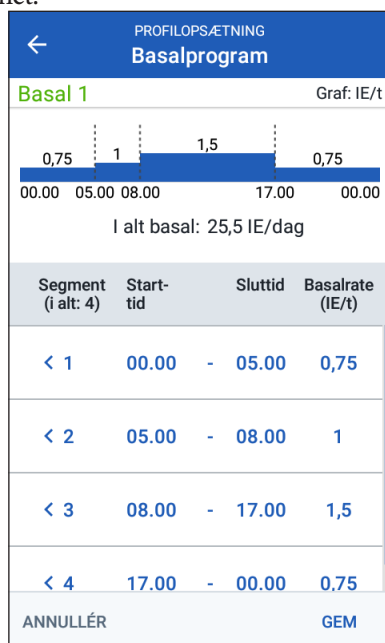 PROFILOPSÆTNING
Basalprogram
Basal 1 Graf: IE/t
0,75 1 1,5 0,75
00.00 05.00 08.00 17.00 00.00
I alt basal: 25,5 IE/dag
Segment Start- Sluttid Basalrate
(i alt: 4) tid (IE/t)
< 1 00.00 - 05.00 0,75
< 2 05.00 - 08.00 1
< 3 08.00 - 17.00 1,5
< 4 17.00 - 00.00 0,75
ANNULLÉR GEM